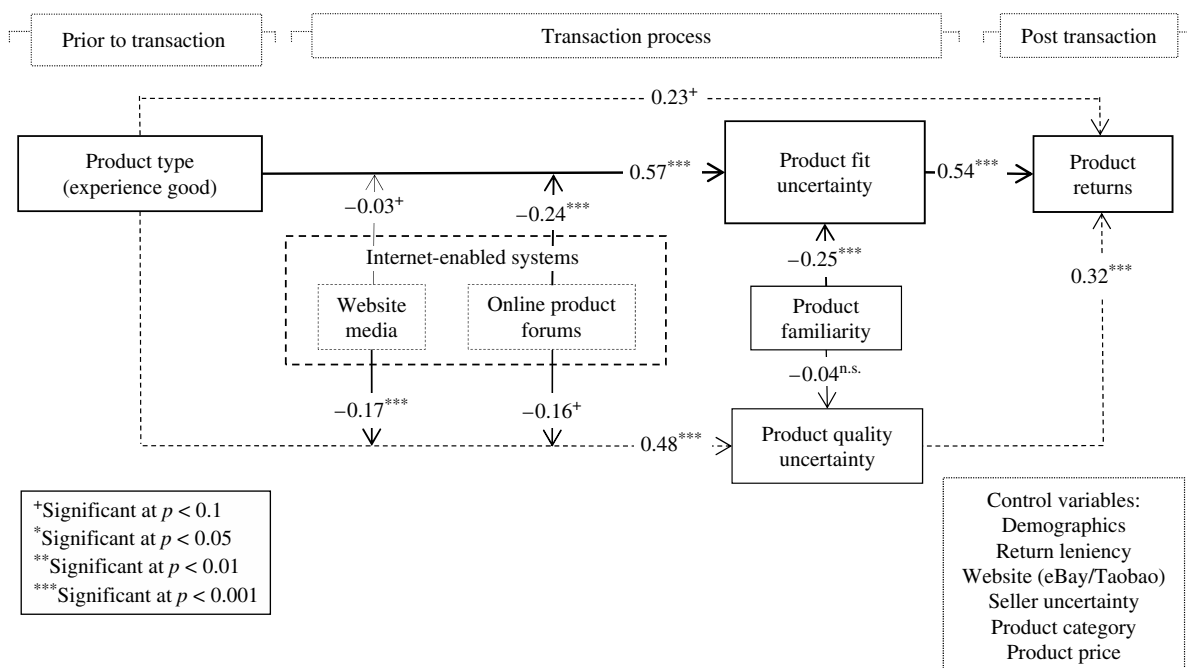 Prior to transaction
Transaction process
Post transaction
0.23+
Product type
(experience good)
0.57***
Product fit
uncertainty
0.54***
Product
returns
−0.03+
−0.24***
Internet-enabled systems
Website
media
Online product
forums
−0.25***
Product
familiarity
−0.04n.s.
0.32***
−0.17***
−0.16+
0.48***
Product quality
uncertainty
+Significant at p < 0.1
*Significant at p < 0.05
**Significant at p < 0.01
***Significant at p < 0.001
Control variables:
Demographics
Return leniency
Website (eBay/Taobao)
Seller uncertainty
Product category
Product price